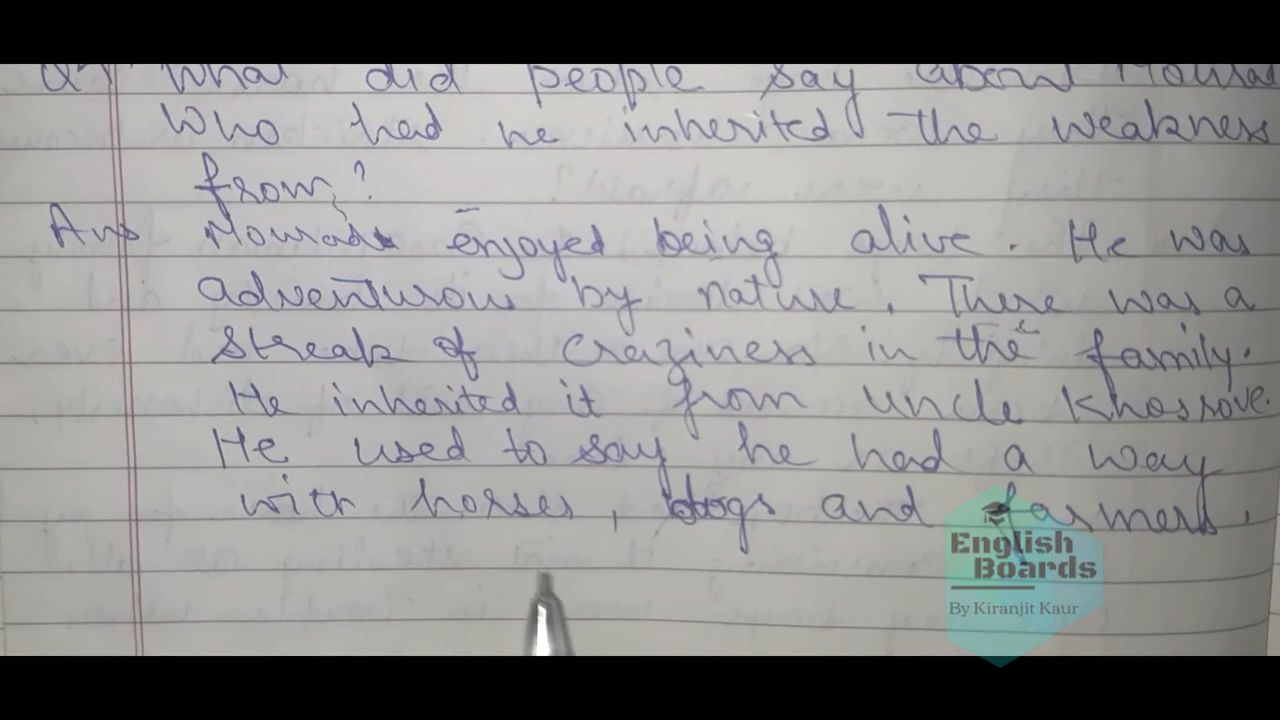 What did people say about Mourad
Who had he inherited the weakness
from?
Ans Mourad enjoyed being alive. He was
adventurous by nature. There was a
streak of craziness in the family.
He inherited it from uncle Khosrove.
He used to say he had a way
with horses, dogs and farmers.
English
Boards
By Kiranjit Kaur